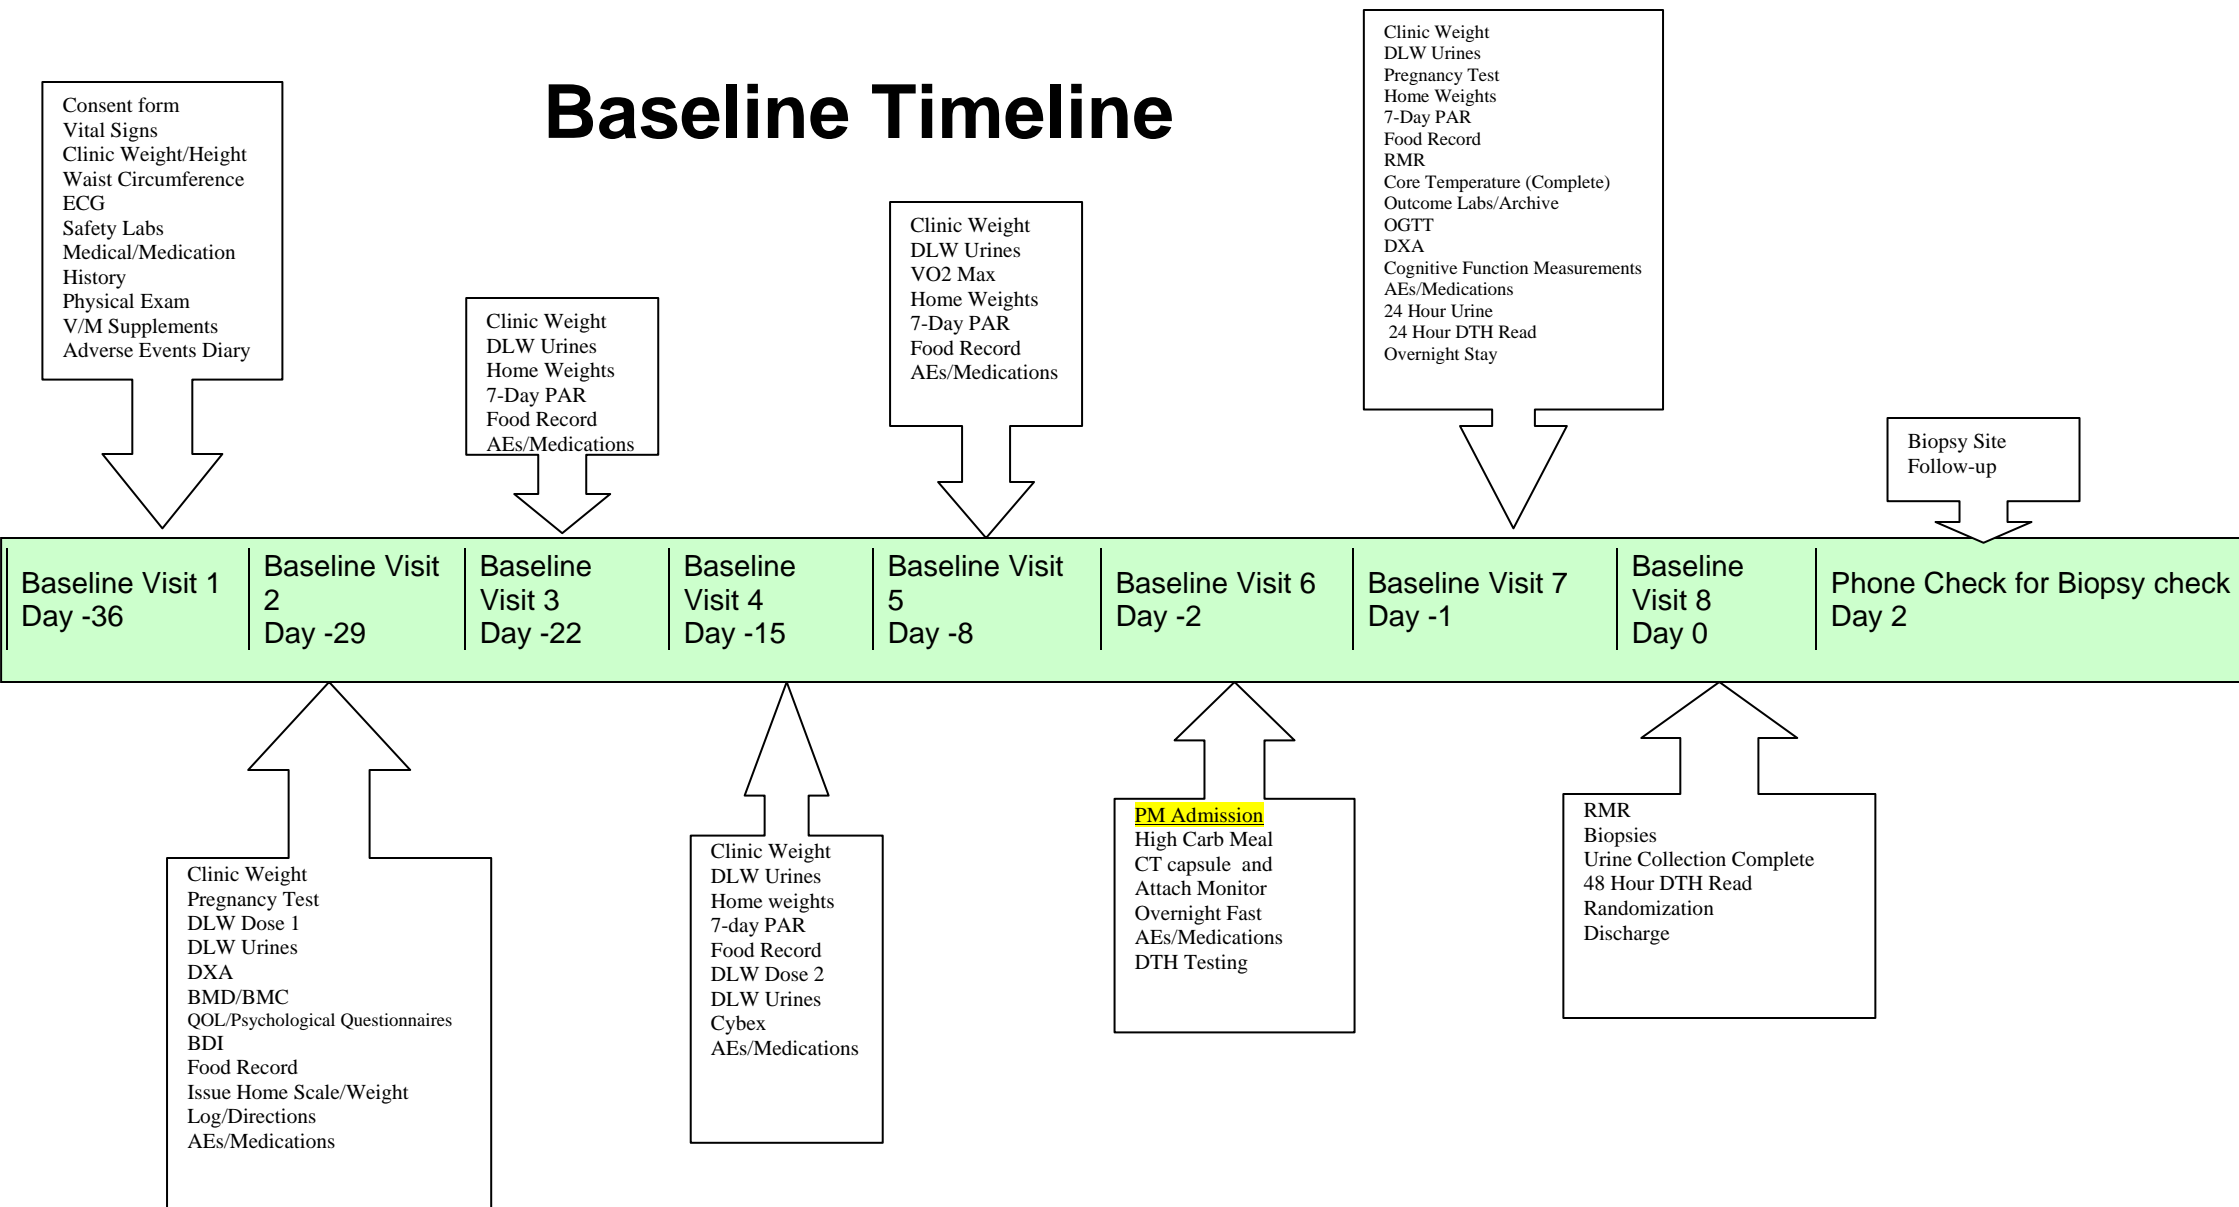 Baseline Timeline
Consent form
Vital Signs
Clinic Weight/Height
Waist Circumference
ECG
Safety Labs
Medical/Medication
History
Physical Exam
V/M Supplements
Adverse Events Diary
Clinic Weight
DLW Urines
Home Weights
7-Day PAR
Food Record
AEs/Medications
Clinic Weight
DLW Urines
VO2 Max
Home Weights
7-Day PAR
Food Record
AEs/Medications
Clinic Weight
DLW Urines
Pregnancy Test
Home Weights
7-Day PAR
Food Record
RMR
Core Temperature (Complete)
Outcome Labs/Archive
OGTT
DXA
Cognitive Function Measurements
AEs/Medications
24 Hour Urine
24 Hour DTH Read
Overnight Stay
Biopsy Site
Follow-up
Baseline Visit 1
Day -36
Baseline Visit
2
Day -29
Baseline
Visit 3
Day -22
Baseline
Visit 4
Day -15
Baseline Visit
5
Day -8
Baseline Visit 6
Day -2
Baseline Visit 7
Day -1
Baseline
Visit 8
Day 0
Phone Check for Biopsy check
Day 2
Clinic Weight
Pregnancy Test
DLW Dose 1
DLW Urines
DXA
BMD/BMC
QOL/Psychological Questionnaires
BDI
Food Record
Issue Home Scale/Weight
Log/Directions
AEs/Medications
Clinic Weight
DLW Urines
Home weights
7-day PAR
Food Record
DLW Dose 2
DLW Urines
Cybex
AEs/Medications
PM Admission
High Carb Meal
CT capsule  and
Attach Monitor
Overnight Fast
AEs/Medications
DTH Testing
RMR
Biopsies
Urine Collection Complete
48 Hour DTH Read
Randomization
Discharge